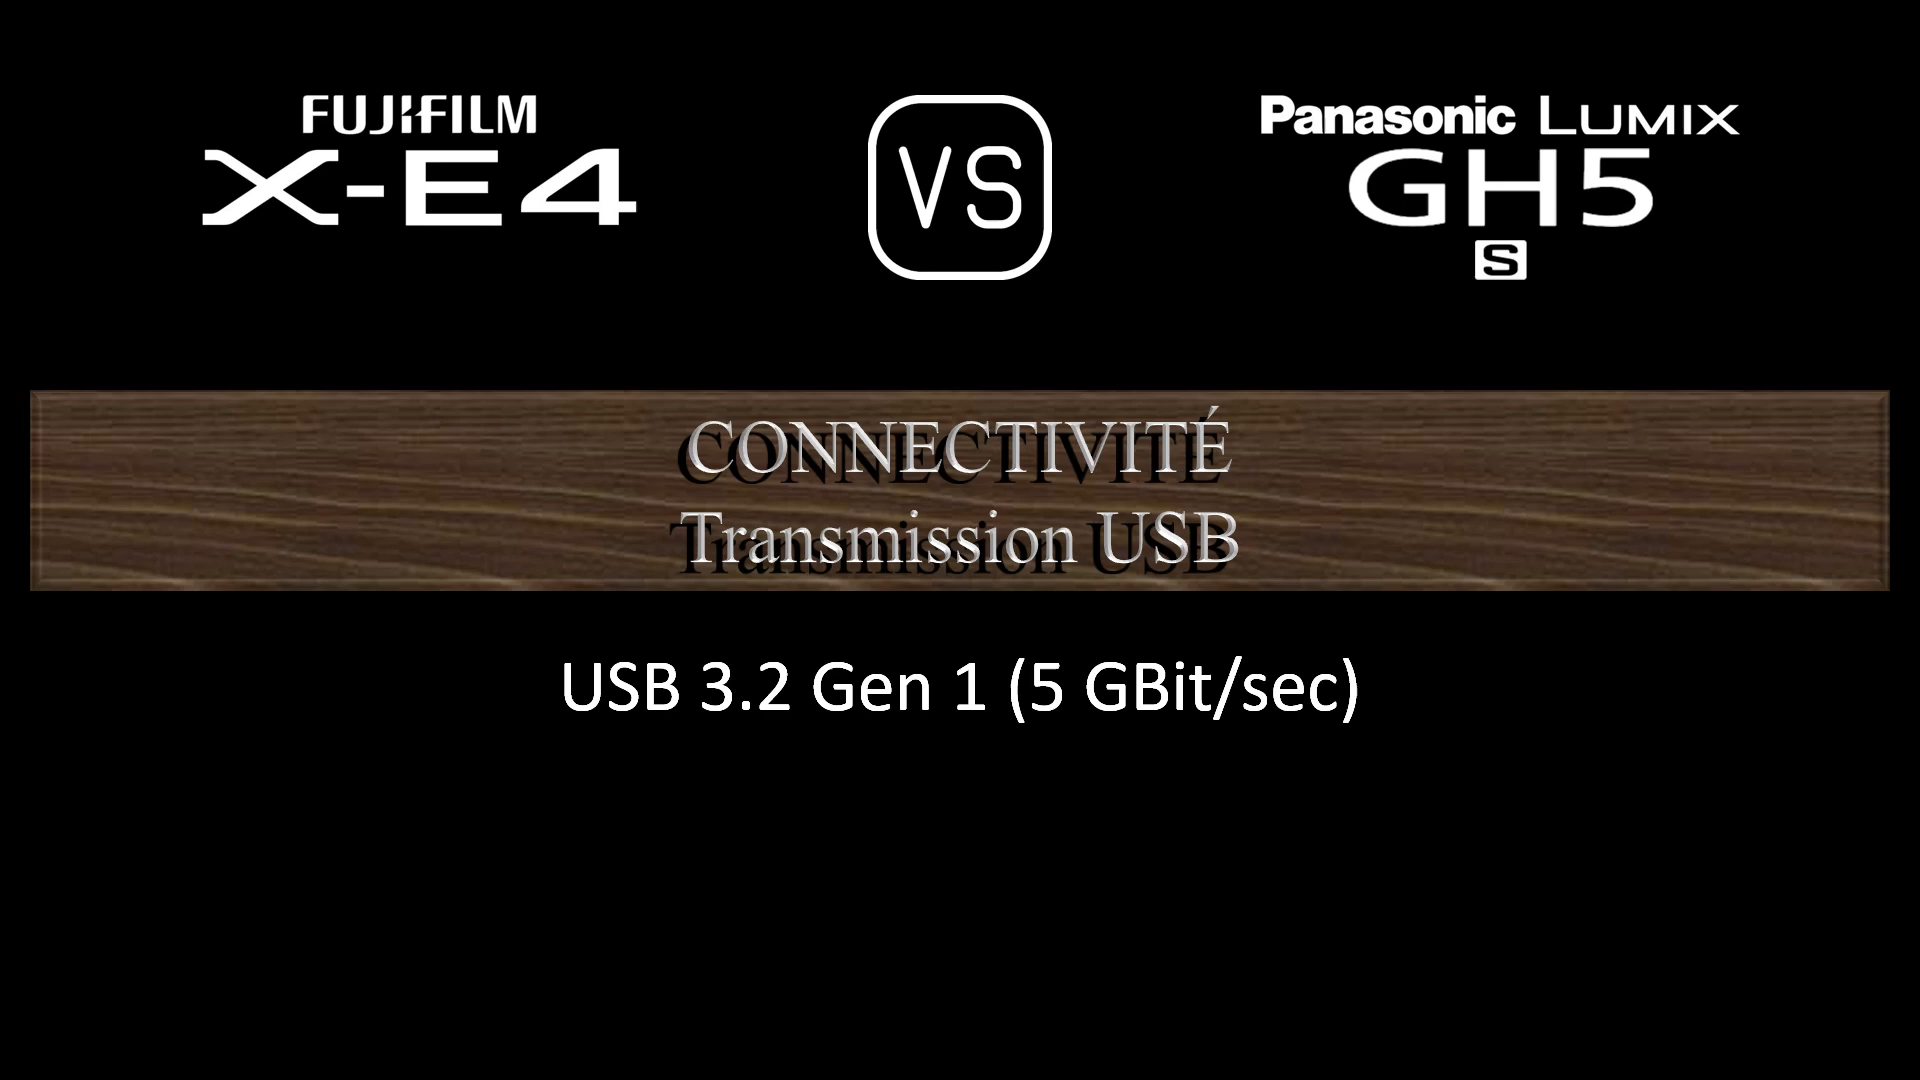 FUJIFILM
X-E4
VS
Panasonic LUMIX
GH5
S
CONNECTIVITÉ
Transmission USB
USB 3.2 Gen 1 (5 GBit/sec)